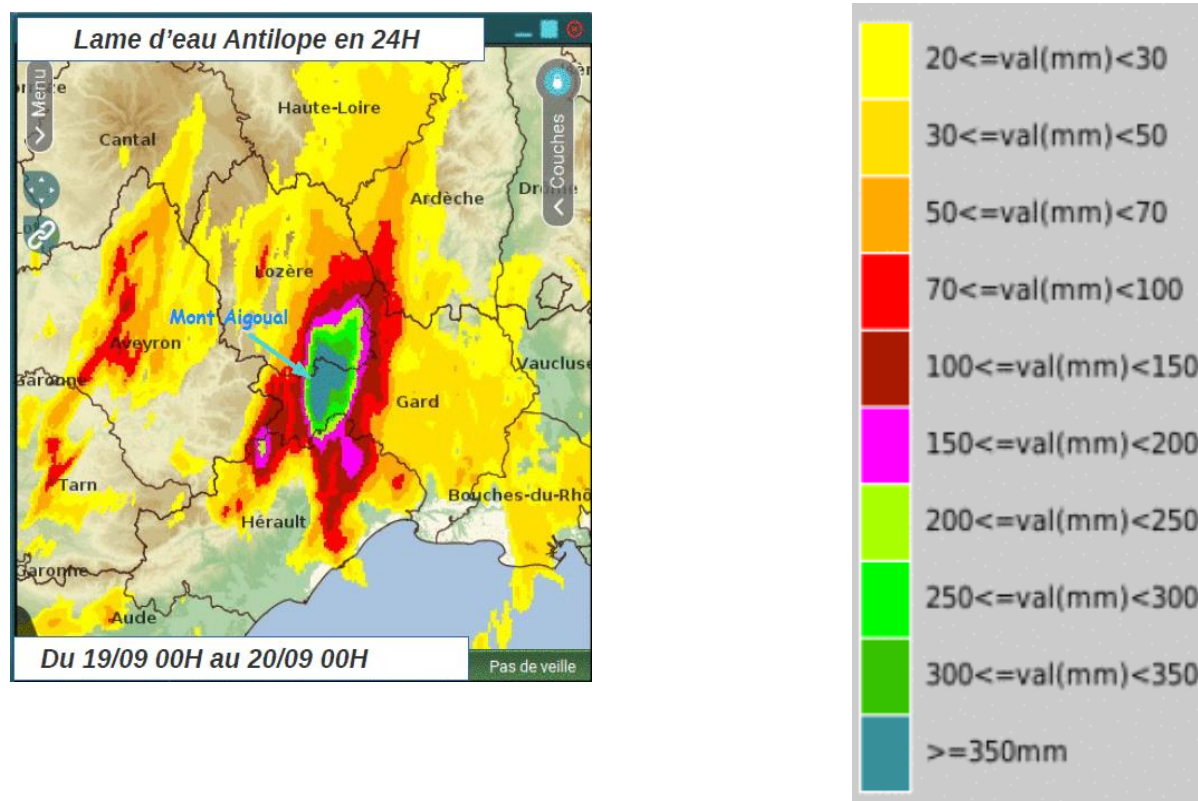 Lame d'eau Antilope en 24H
Menu
Couches
Haute-Loire
Cantal
Ardèche
Lozère
Mont Aigoual
Aveyron
Vaucluse
Gard
Tarn
Bouches-du-Rhô
Hérault
Garonne
Aude
Du 19/09 00H au 20/09 00H
Pas de veille
20<=val(mm)<30
30<=val(mm)<50
50<=val(mm)<70
70<=val(mm)<100
100<=val(mm)<150
150<=val(mm)<200
200<=val(mm)<250
250<=val(mm)<300
300<=val(mm)<350
>=350mm